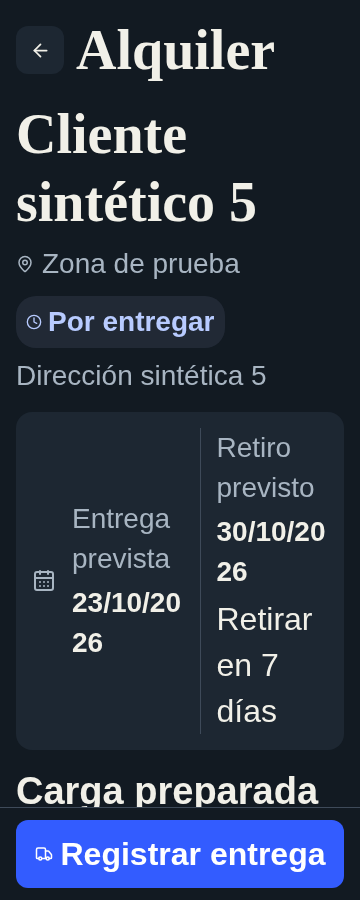 Alquiler
Cliente
sintético 5
Zona de prueba
Por entregar
Dirección sintética 5
Entrega
prevista
23/10/20
26
Retiro
previsto
30/10/20
26
Retirar
en 7
días
Carga preparada
Registrar entrega